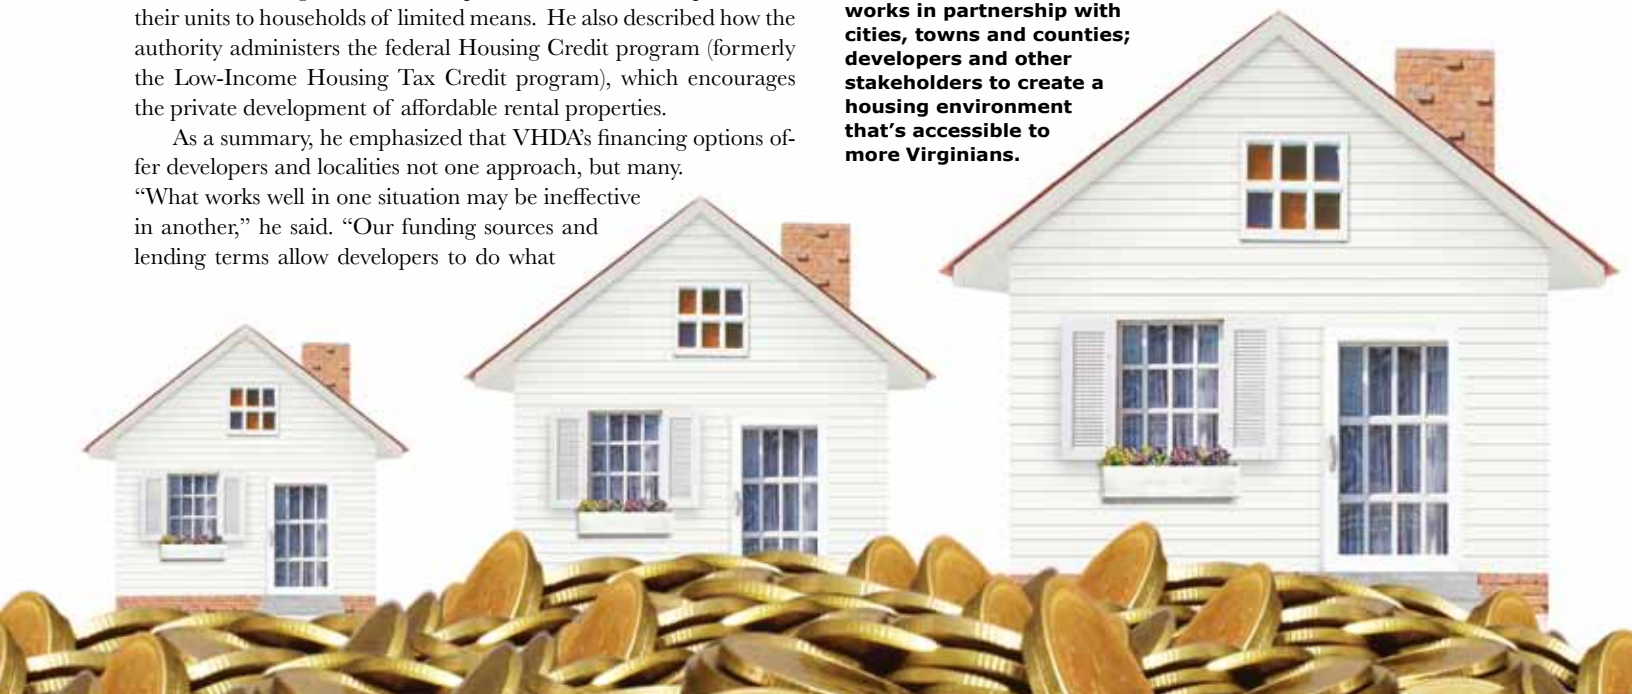 their units to households of limited means. He also described how the
authority administers the federal Housing Credit program (formerly
the Low-Income Housing Tax Credit program), which encourages
the private development of affordable rental properties.
As a summary, he emphasized that VHDA’s financing options of-
fer developers and localities not one approach, but many.
“What works well in one situation may be ineffective
in another,” he said. “Our funding sources and
lending terms allow developers to do what
works in partnership with
cities, towns and counties;
developers and other
stakeholders to create a
housing environment
that’s accessible to
more Virginians.